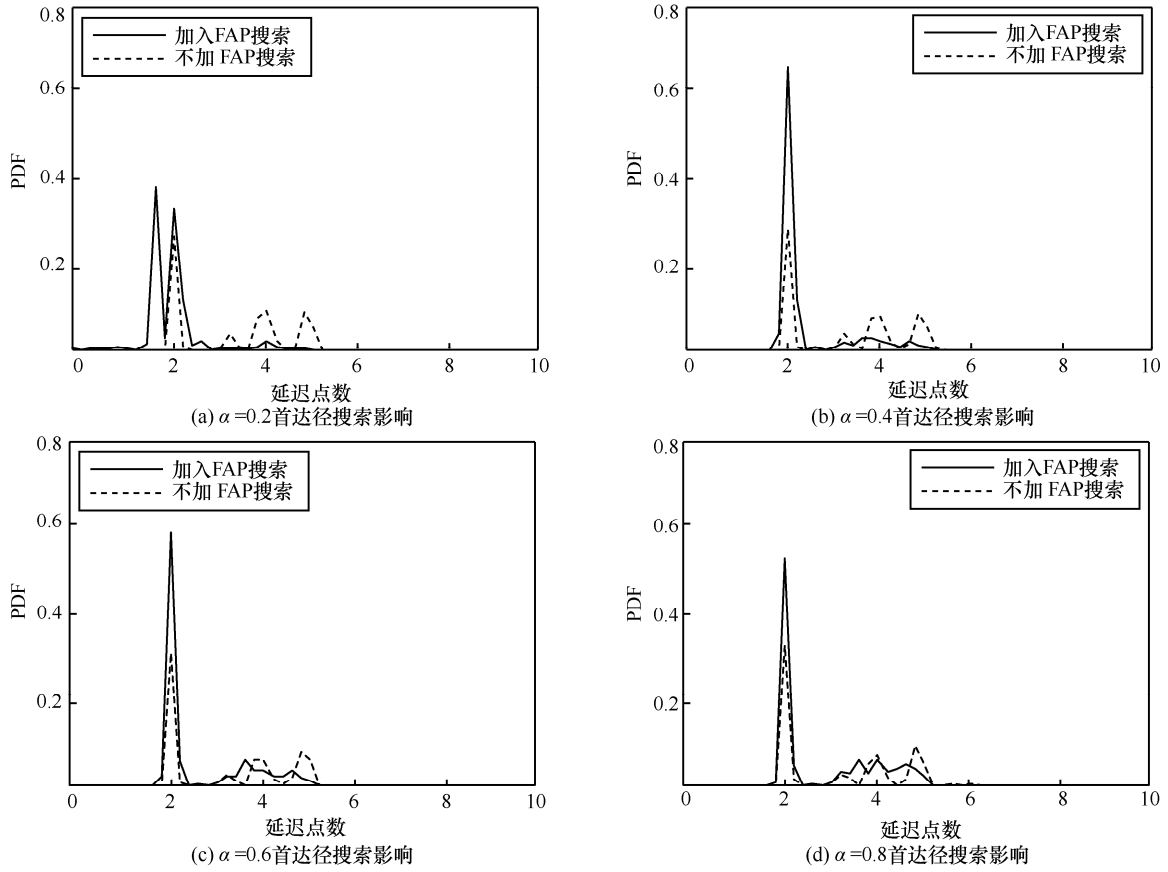 0.8
加入FAP搜索
不加 FAP搜索
0.6
PDF
0.4
0.2
0 2 4 6 8 10
延迟点数
(a) α=0.2首达径搜索影响
0.8
加入FAP搜索
不加 FAP搜索
0.6
PDF
0.4
0.2
0 2 4 6 8 10
延迟点数
(b) α=0.4首达径搜索影响
0.8
加入FAP搜索
不加 FAP搜索
0.6
PDF
0.4
0.2
0 2 4 6 8 10
延迟点数
(c) α=0.6首达径搜索影响
0.8
加入FAP搜索
不加 FAP搜索
0.6
PDF
0.4
0.2
0 2 4 6 8 10
延迟点数
(d) α=0.8首达径搜索影响